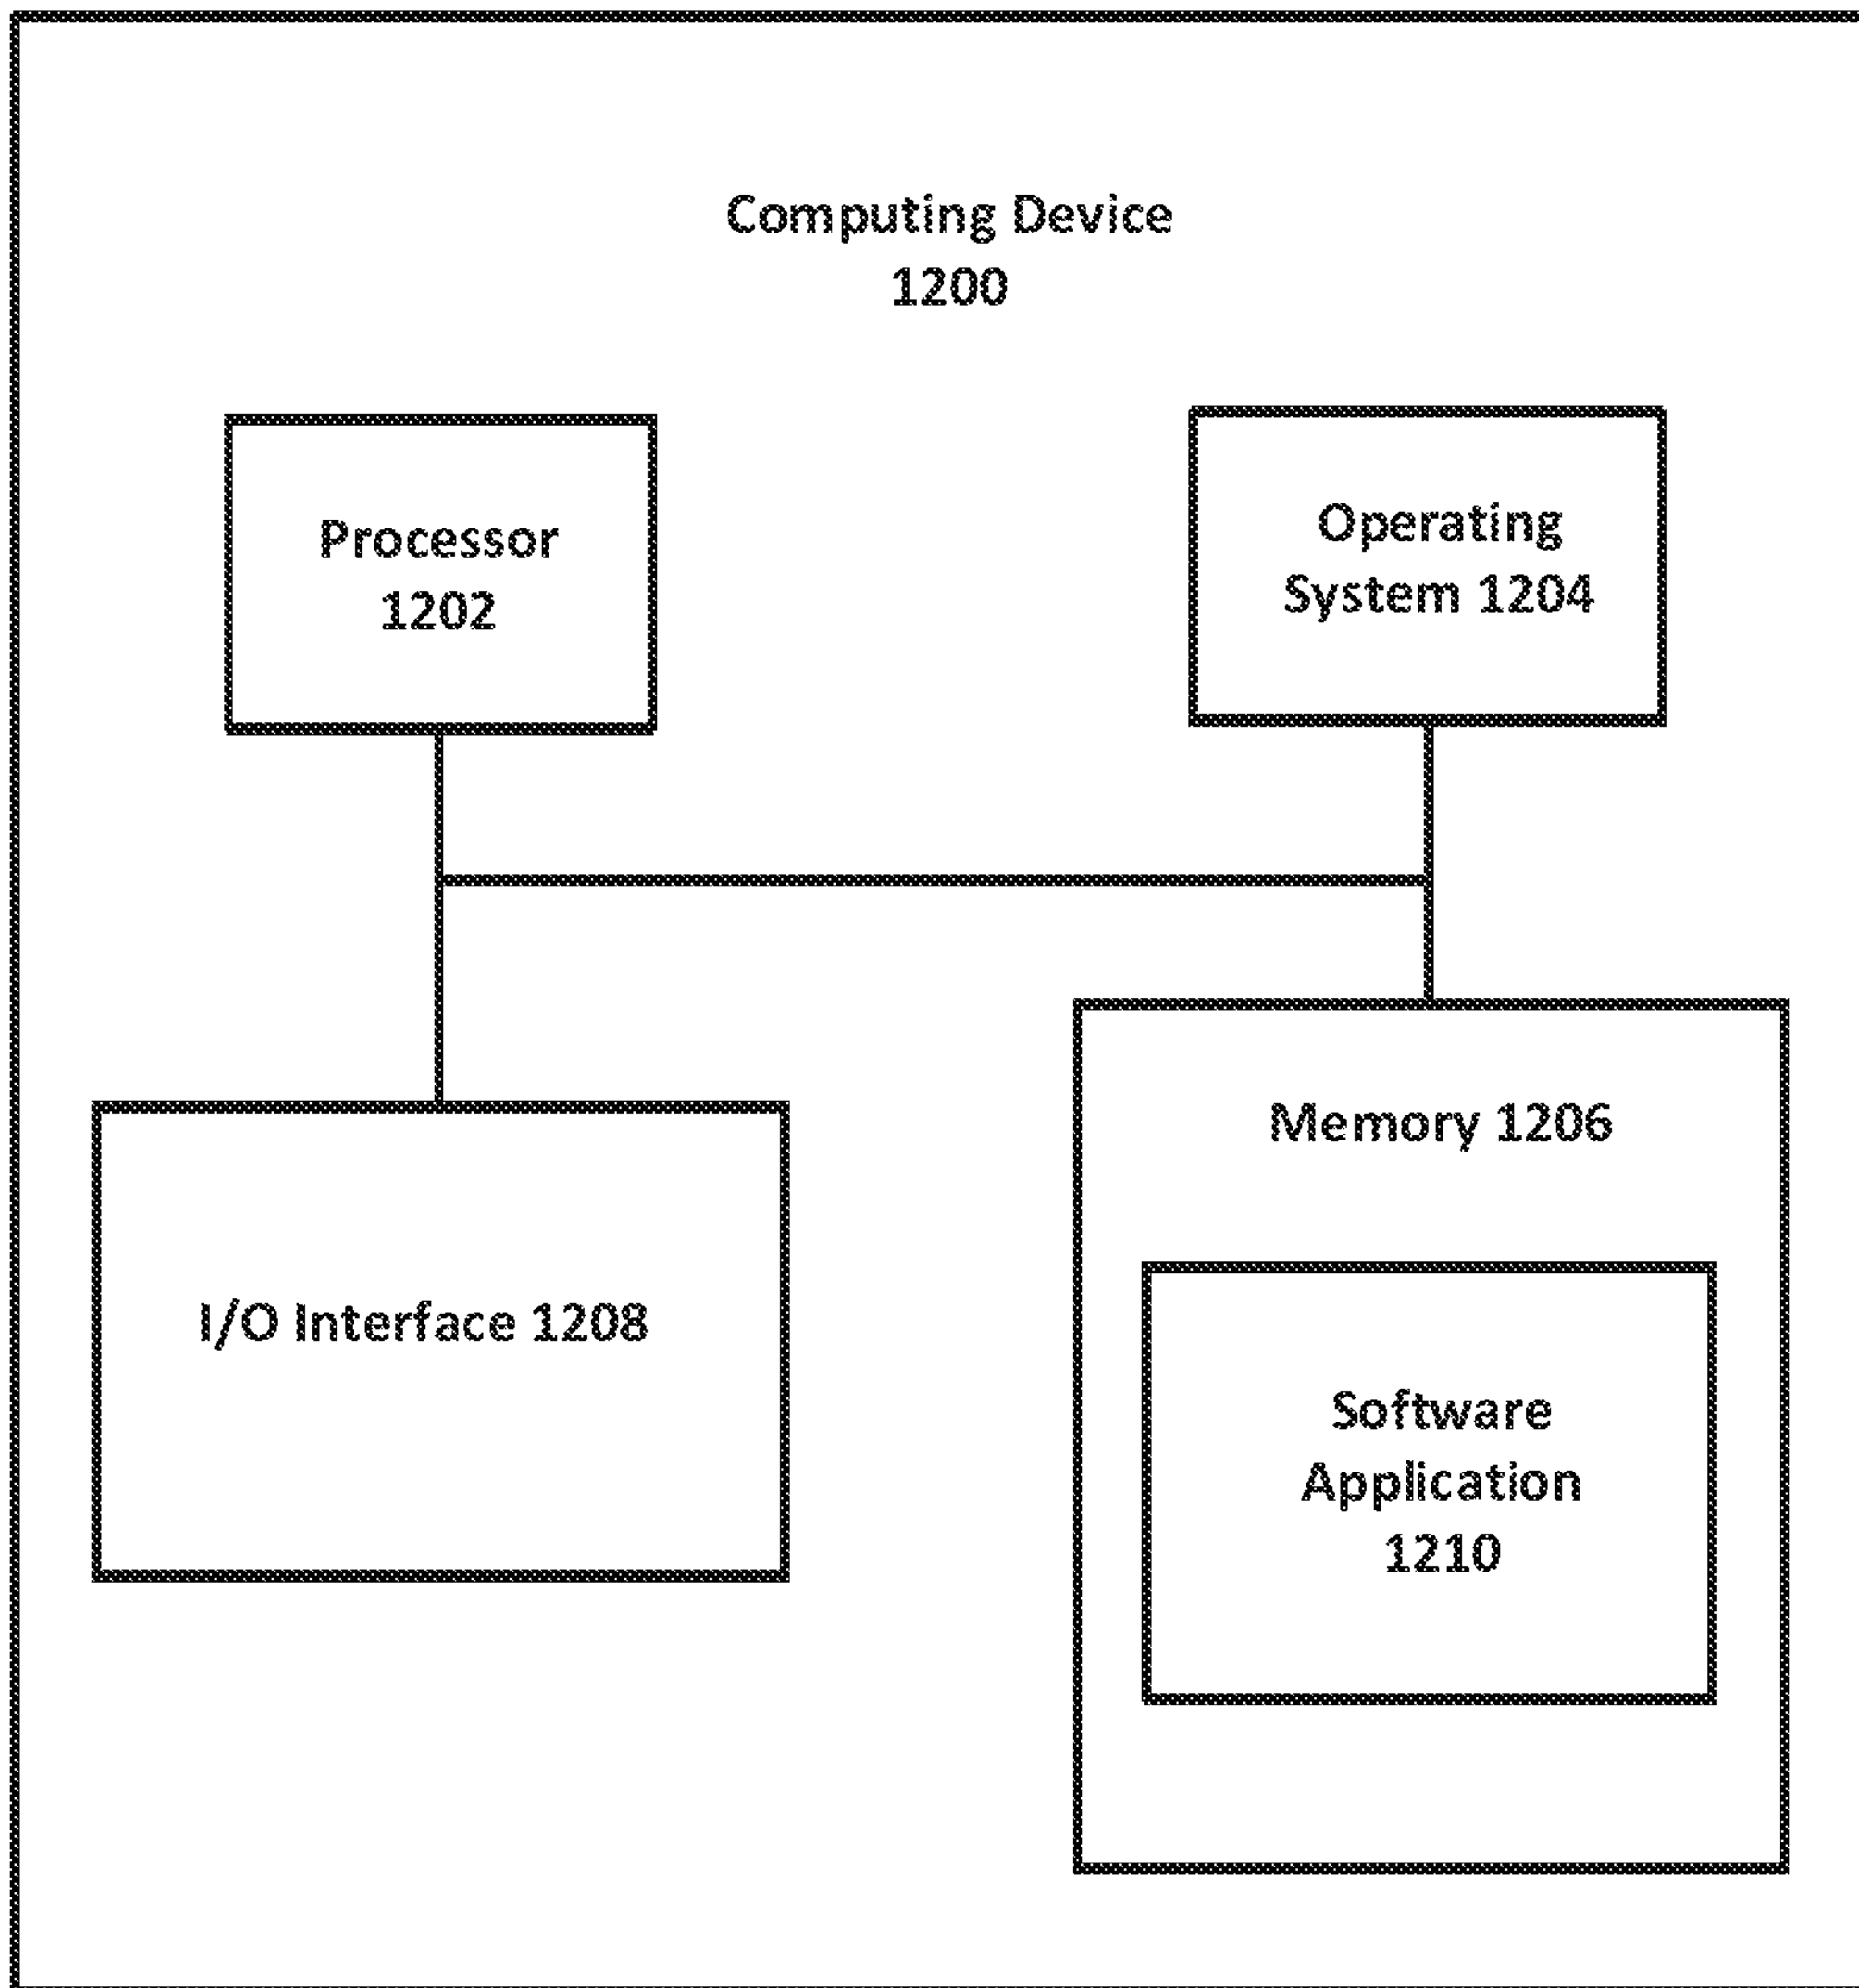 Computing Device
1200
Processor
1202
Operating
System 1204
I/O Interface 1208
Memory 1206
Software
Application
1210